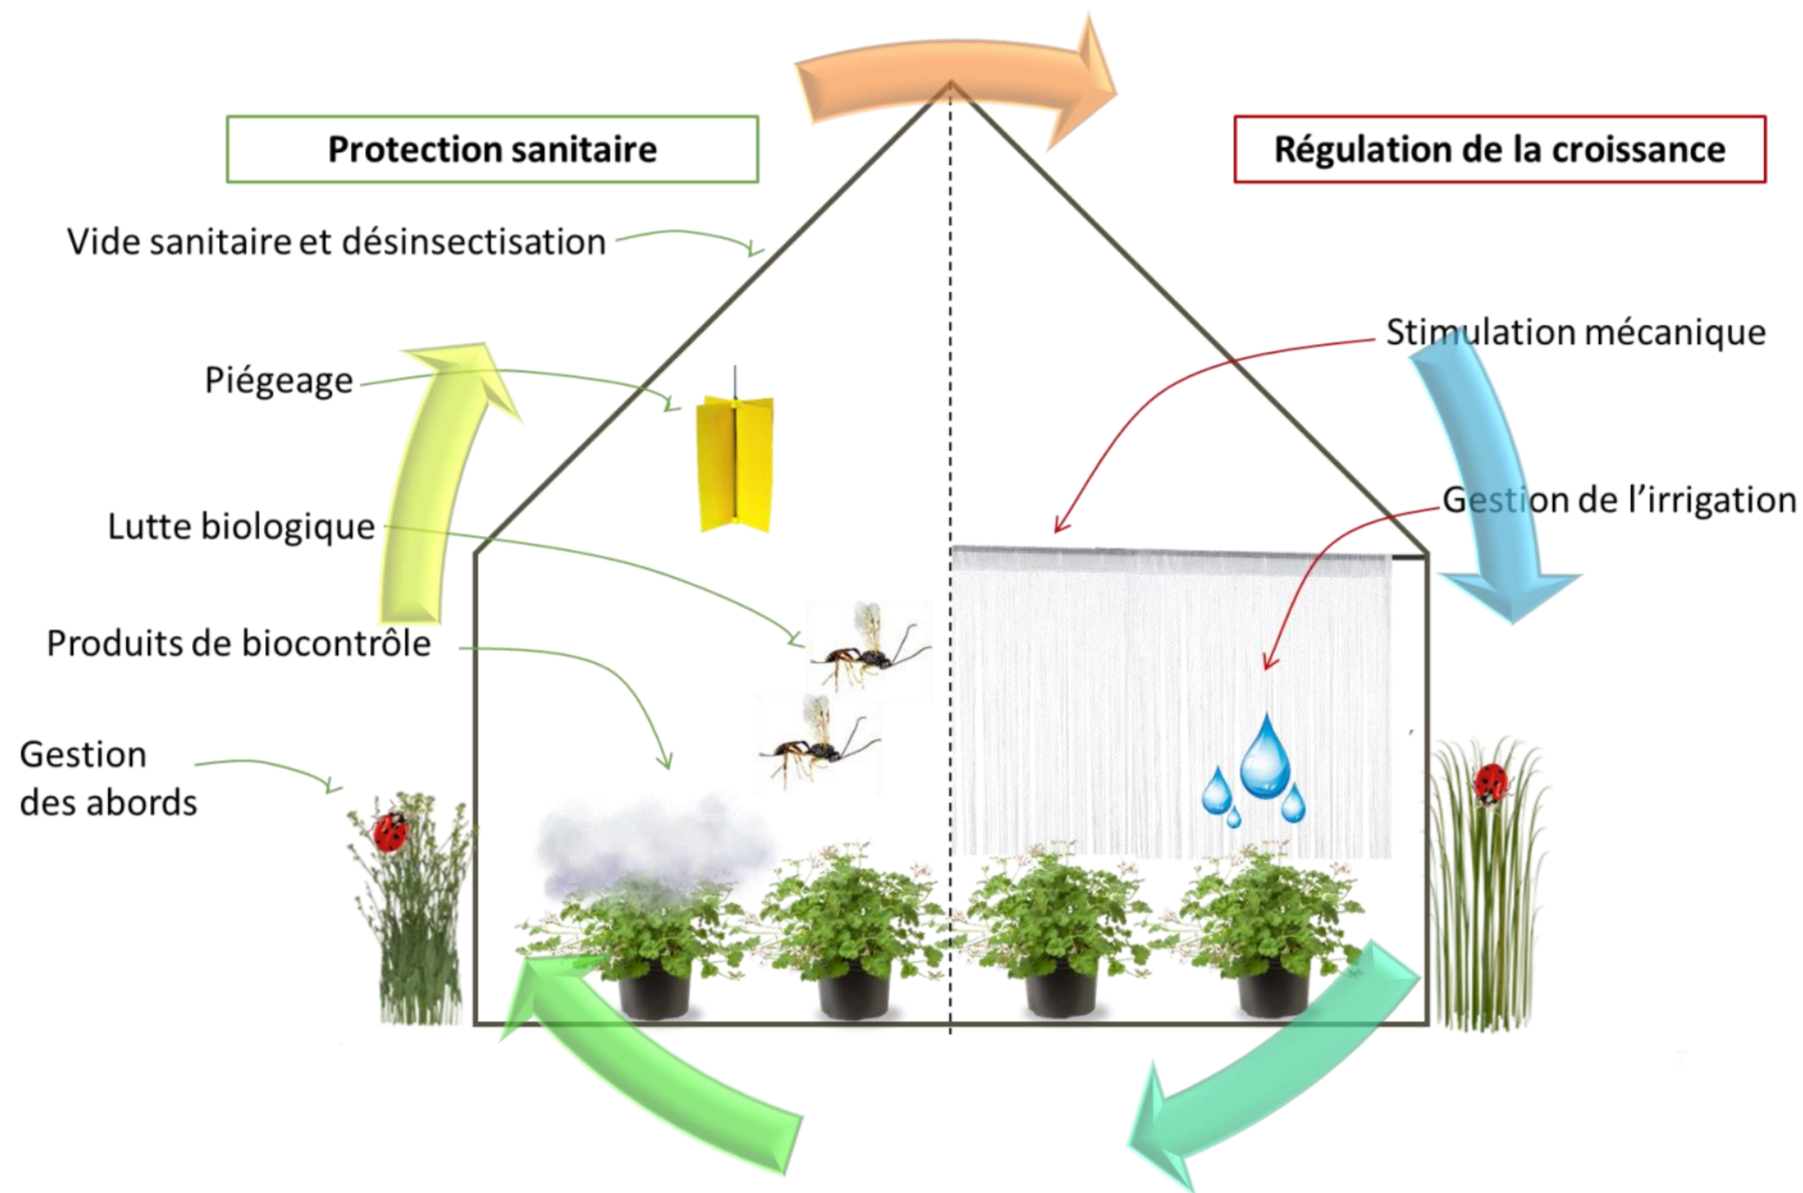 Protection sanitaire
Régulation de la croissance
Vide sanitaire et désinsectisation
Piégeage
Lutte biologique
Produits de biocontrôle
Gestion
des abords
Stimulation mécanique
Gestion de l’irrigation